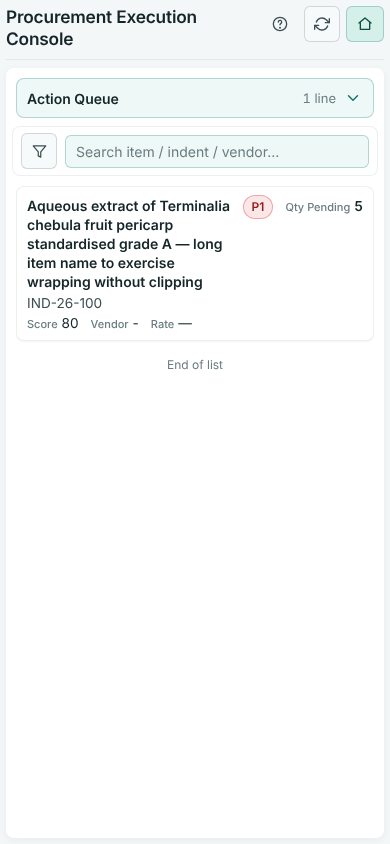 Procurement Execution
Console
Action Queue 1 line
Search item / indent / vendor...
Aqueous extract of Terminalia P1 Qty Pending 5
chebula fruit pericarp
standardised grade A — long
item name to exercise
wrapping without clipping
IND-26-100
Score 80 Vendor - Rate —
End of list